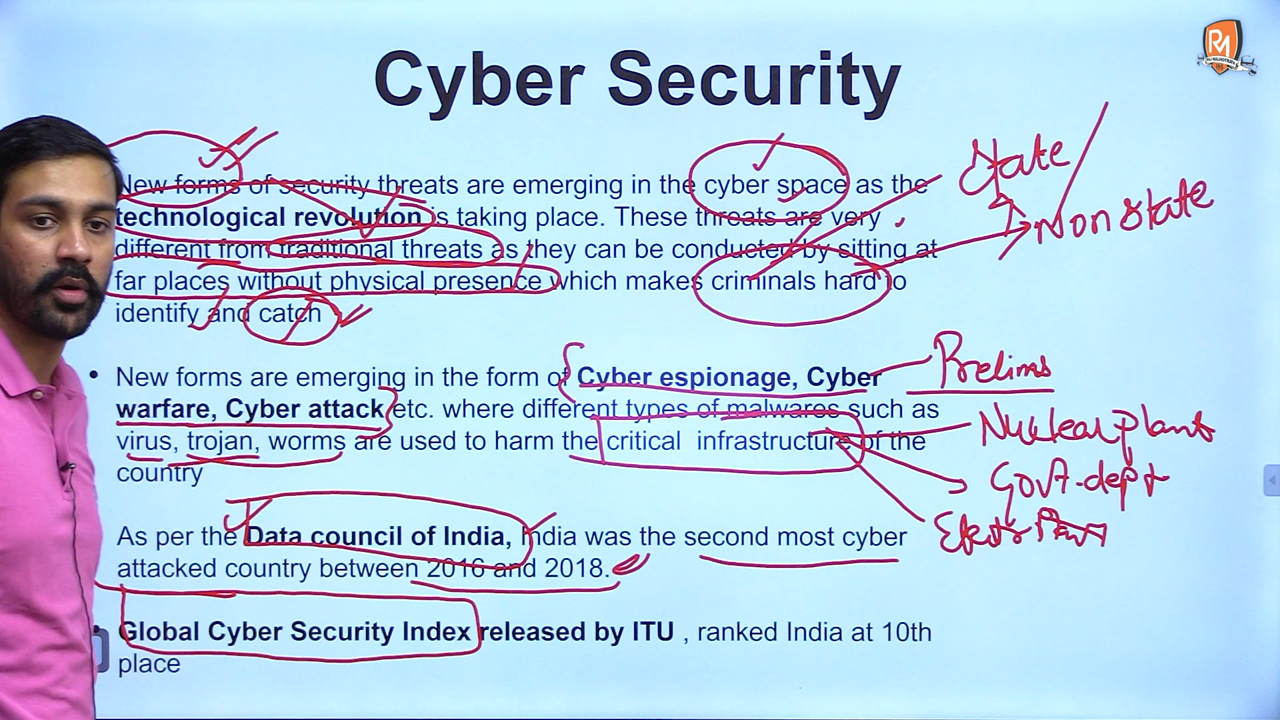 Cyber Security
RM
New forms of security threats are emerging in the cyber space as the
technological revolution is taking place. These threats are very
different from traditional threats as they can be conducted by sitting at
far places without physical presence which makes criminals hard to
identify and catch
State
Non State
• New forms are emerging in the form of Cyber espionage, Cyber
warfare, Cyber attack etc. where different types of malwares such as
virus, trojan, worms are used to harm the critical infrastructure of the
country
Prelims
Nuclear plants
Govt-dept
As per the Data council of India, India was the second most cyber
attacked country between 2016 and 2018.
• Global Cyber Security Index released by ITU , ranked India at 10th
place